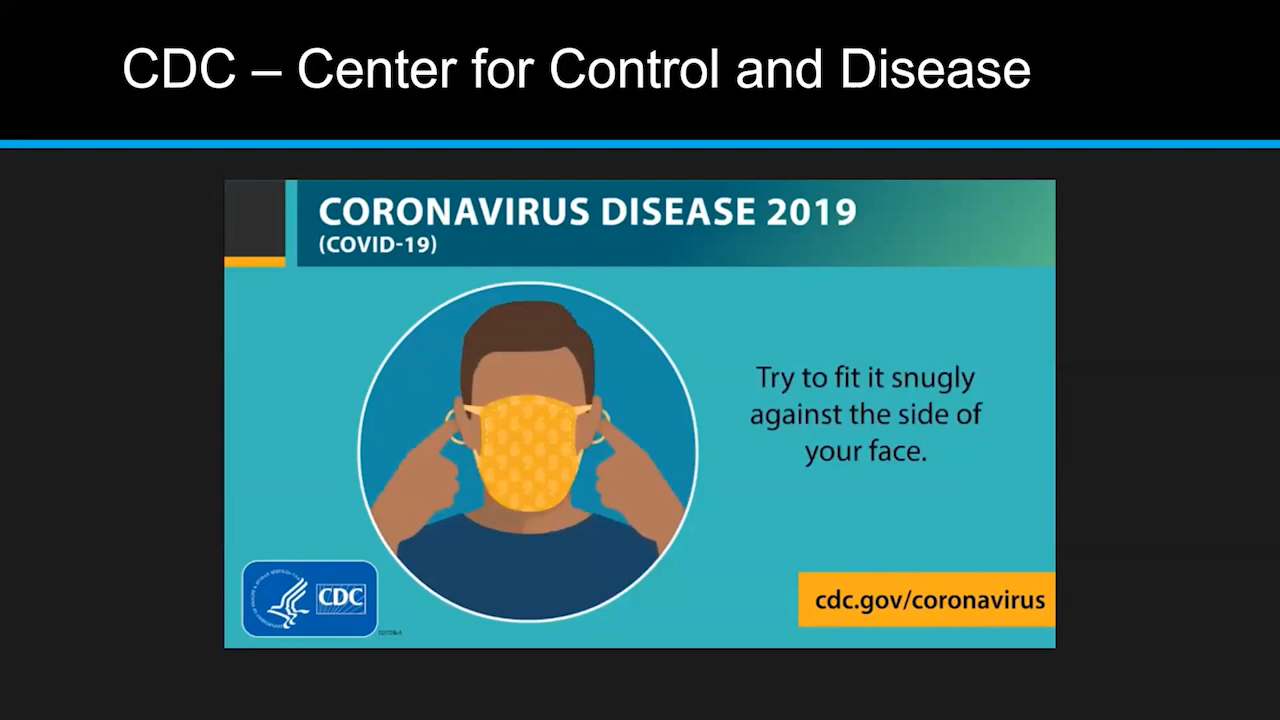 CDC – Center for Control and Disease
CORONAVIRUS DISEASE 2019
(COVID-19)
Try to fit it snugly
against the side of
your face.
CDC
cdc.gov/coronavirus